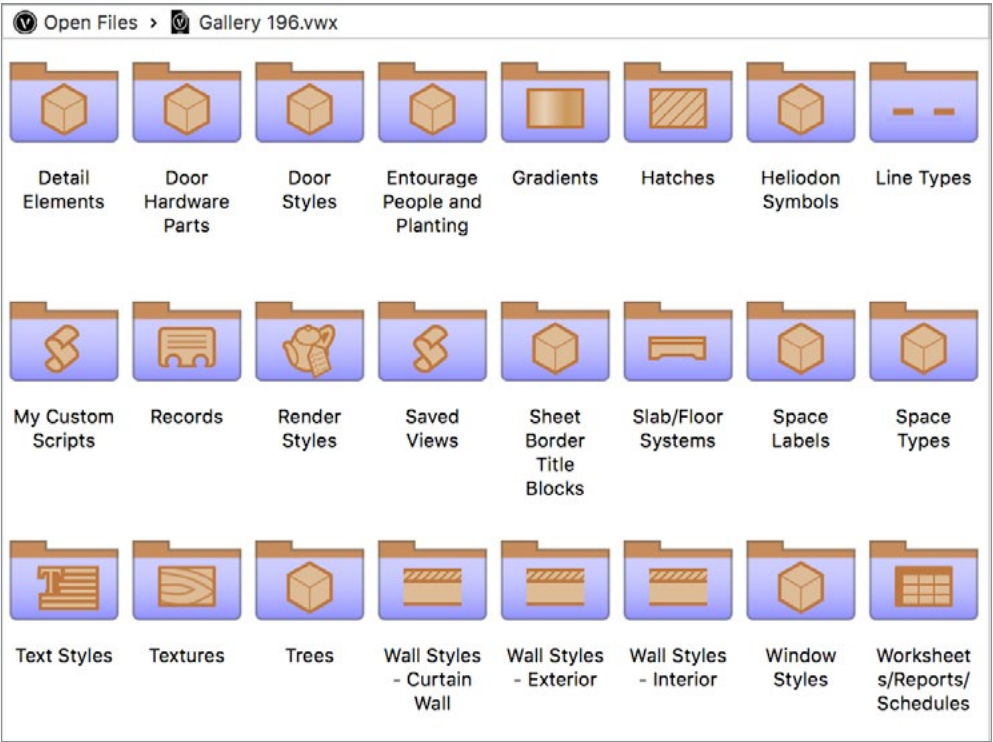 Open Files > Gallery 196.vwx
Detail
Elements
Door
Hardware
Parts
Door
Styles
Entourage
People and
Planting
Gradients
Hatches
Heliodon
Symbols
Line Types
My Custom
Scripts
Records
Render
Styles
Saved
Views
Sheet
Border
Title
Blocks
Slab/Floor
Systems
Space
Labels
Space
Types
Text Styles
Textures
Trees
Wall Styles
- Curtain
Wall
Wall Styles
- Exterior
Wall Styles
- Interior
Window
Styles
Worksheet
s/Reports/
Schedules